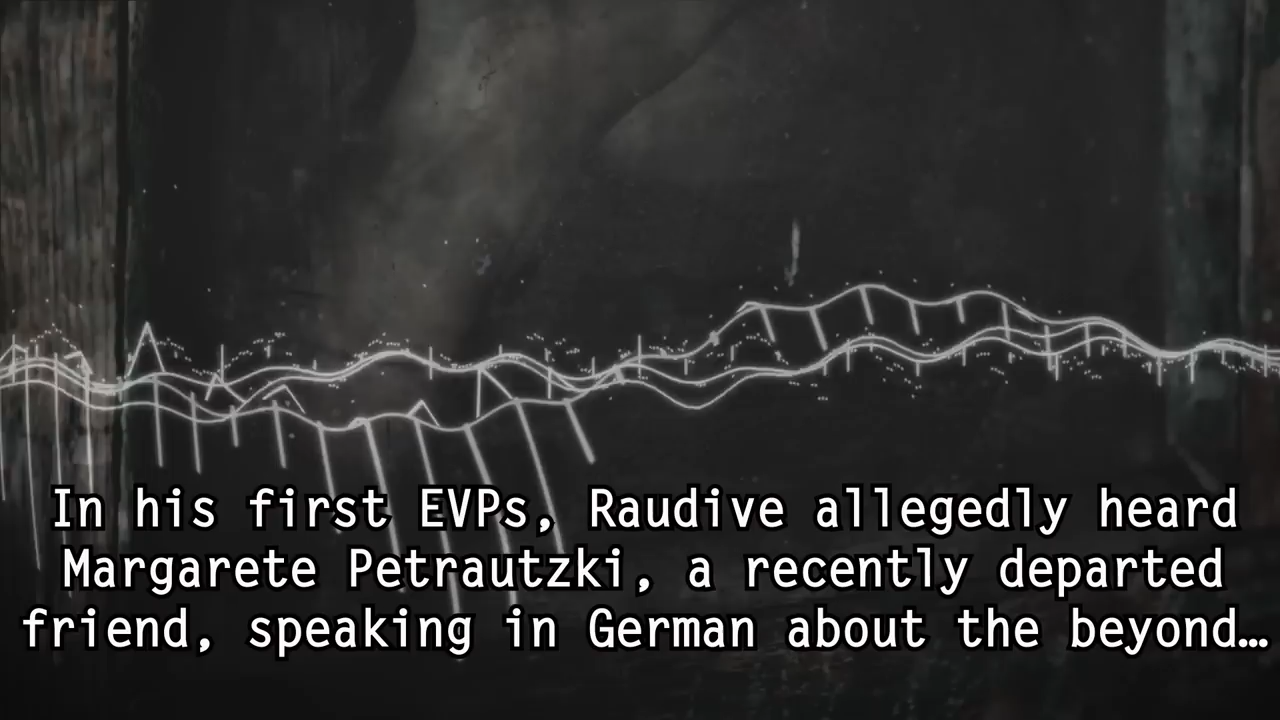 In his first EVPs, Raudive allegedly heard
Margarete Petrautzki, a recently departed
friend, speaking in German about the beyond…